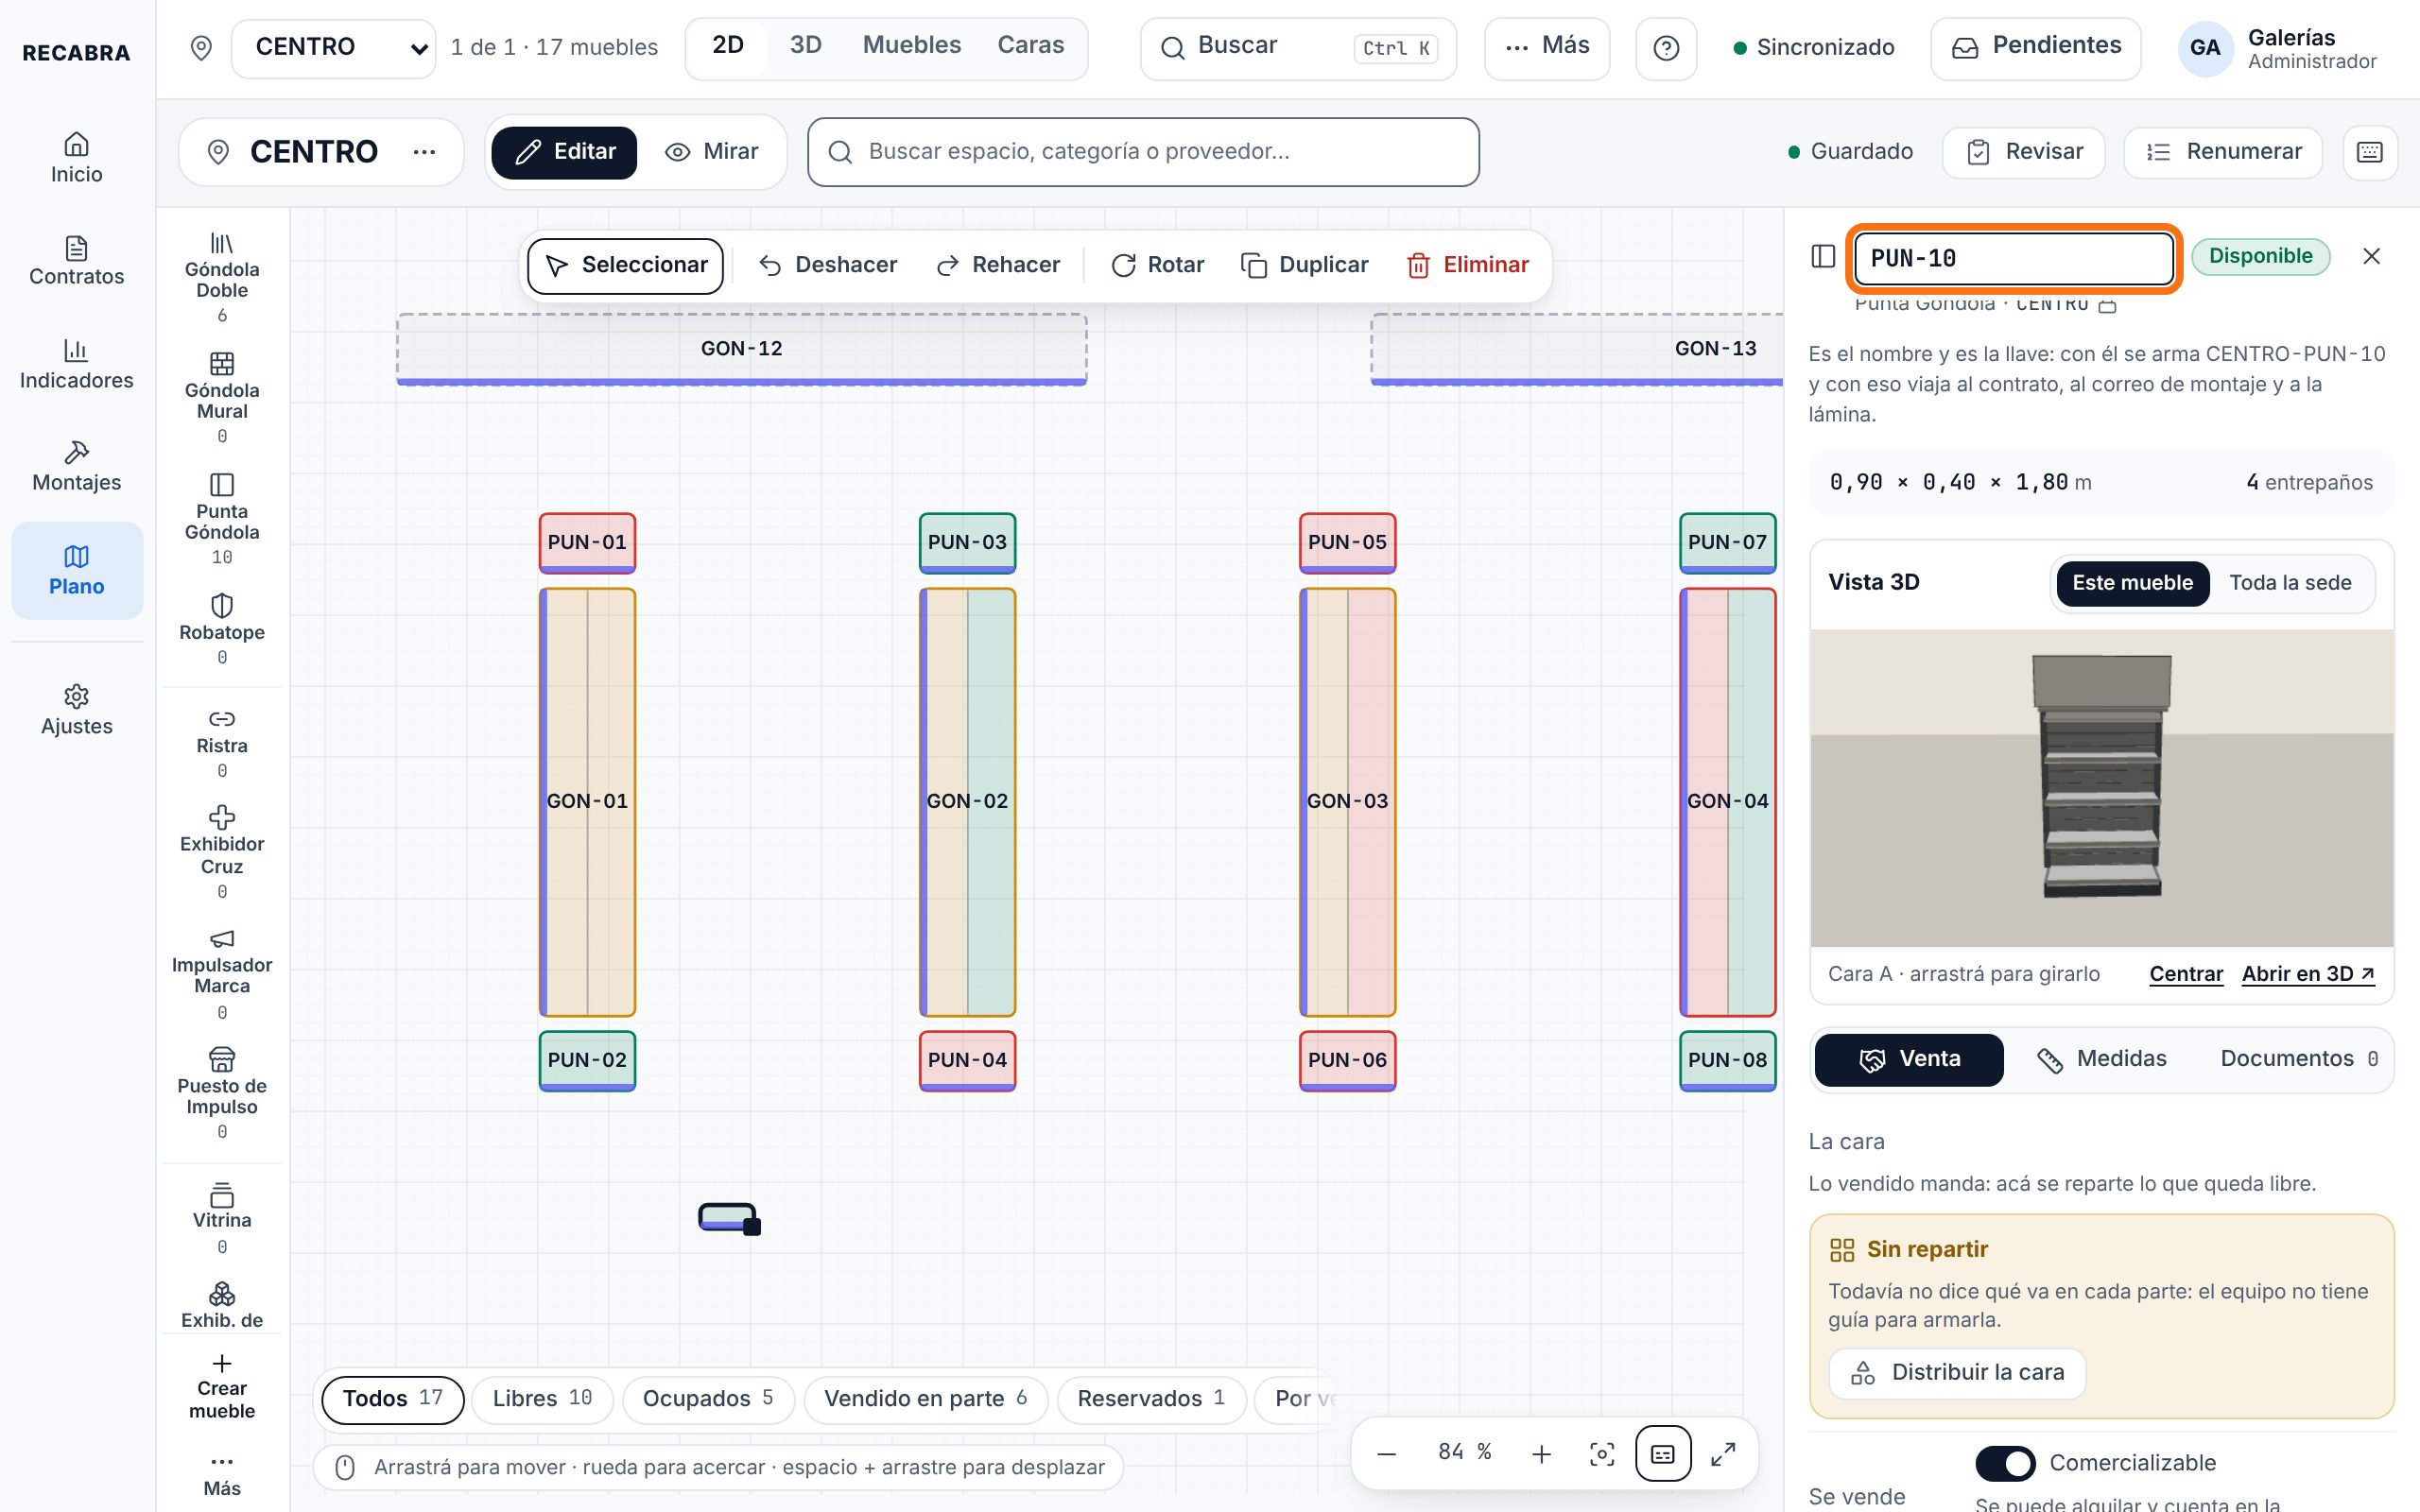 RECABRA
CENTRO
1 de 1 · 17 muebles
2D
3D
Muebles
Caras
Buscar
Ctrl K
Más
Sincronizado
Pendientes
GA
Galerías
Administrador
Inicio
Contratos
Indicadores
Montajes
Plano
Ajustes
CENTRO
Editar
Mirar
Buscar espacio, categoría o proveedor...
Guardado
Revisar
Renumerar
Góndola
Doble
6
Góndola
Mural
0
Punta
Góndola
10
Robatope
0
Ristra
0
Exhibidor
Cruz
0
Impulsador
Marca
0
Puesto de
Impulso
0
Vitrina
0
Exhib. de
Crear
mueble
Más
Seleccionar
Deshacer
Rehacer
Rotar
Duplicar
Eliminar
GON-12
GON-13
PUN-01
PUN-03
PUN-05
PUN-07
GON-01
GON-02
GON-03
GON-04
PUN-02
PUN-04
PUN-06
PUN-08
Todos 17
Libres 10
Ocupados 5
Vendido en parte 6
Reservados 1
Por
Arrastrá para mover · rueda para acercar · espacio + arrastre para desplazar
84 %
PUN-10
Disponible
Punta Góndola · CENTRO
Es el nombre y es la llave: con él se arma CENTRO-PUN-10
y con eso viaja al contrato, al correo de montaje y a la
lámina.
0,90 × 0,40 × 1,80 m
4 entrepaños
Vista 3D
Este mueble
Toda la sede
Cara A · arrastrá para girarlo
Centrar
Abrir en 3D
Venta
Medidas
Documentos 0
La cara
Lo vendido manda: acá se reparte lo que queda libre.
Sin repartir
Todavía no dice qué va en cada parte: el equipo no tiene
guía para armarla.
Distribuir la cara
Se vende
Comercializable
Se puede alquilar y cuenta en la